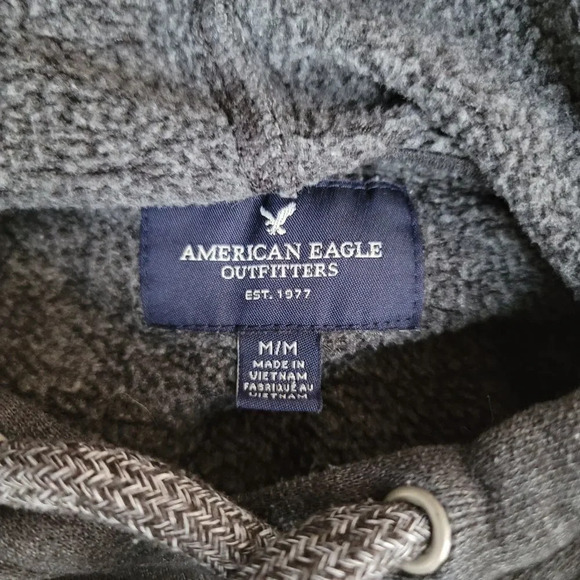 AMERICAN EAGLE
OUTFITTERS
EST. 1977
M/M
MADE IN
VIETNAM
FABRIQUÉ AU
VIETNAM